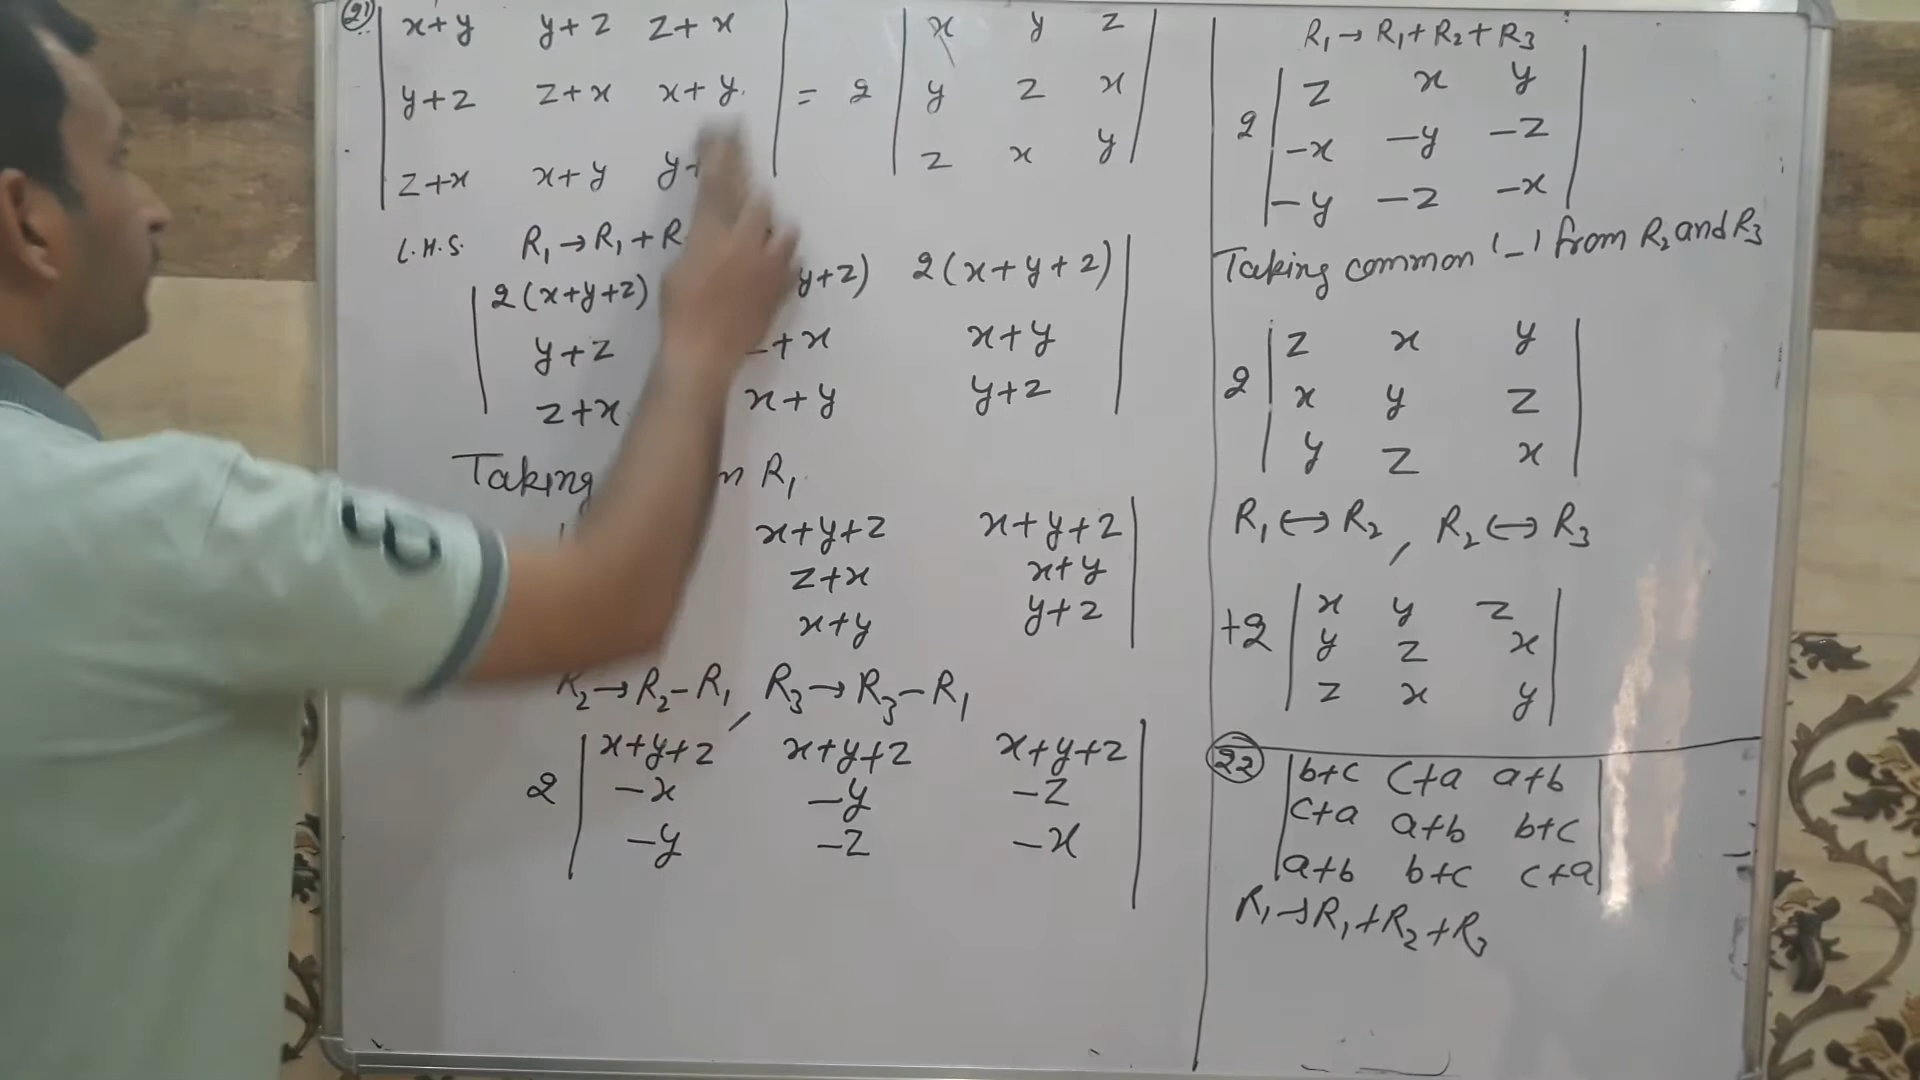 21) | x+y y+z z+x | = 2 | x y z |
| y+z z+x x+y | | y z x |
| z+x x+y y+ | | z x y |
L.H.S. R₁→R₁+R
| 2(x+y+z) y+z) 2(x+y+z) |
| y+z +x x+y |
| z+x x+y y+z |
Taking R₁
x+y+z x+y+z |
z+x x+y |
x+y y+z |
R₂→R₂-R₁, R₃→R₃-R₁
2 | x+y+z x+y+z x+y+z |
| -x -y -z |
| -y -z -x |
R₁→R₁+R₂+R₃
2 | z x y |
| -x -y -z |
| -y -z -x |
Taking common '-' from R₂ and R₃
2 | z x y |
| x y z |
| y z x |
R₁↔R₂, R₂↔R₃
+2 | x y z |
| y z x |
| z x y |
22 | b+c c+a a+b |
| c+a a+b b+c |
| a+b b+c c+a |
R₁→R₁+R₂+R₃